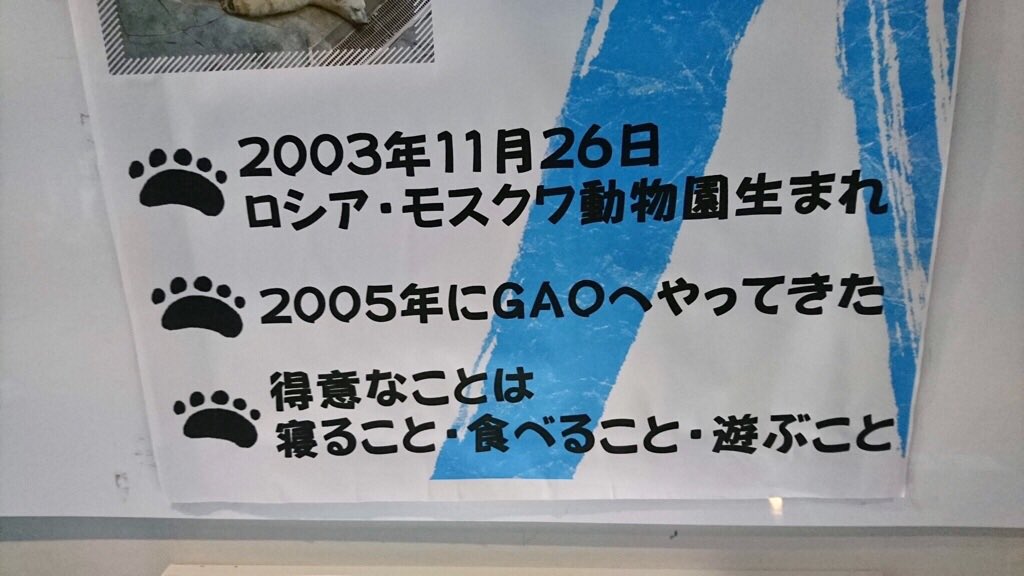 2003年11月26日
ロシア・モスクワ動物園生まれ
2005年にGAOへやってきた
得意なことは
寝ること・食べること・遊ぶこと